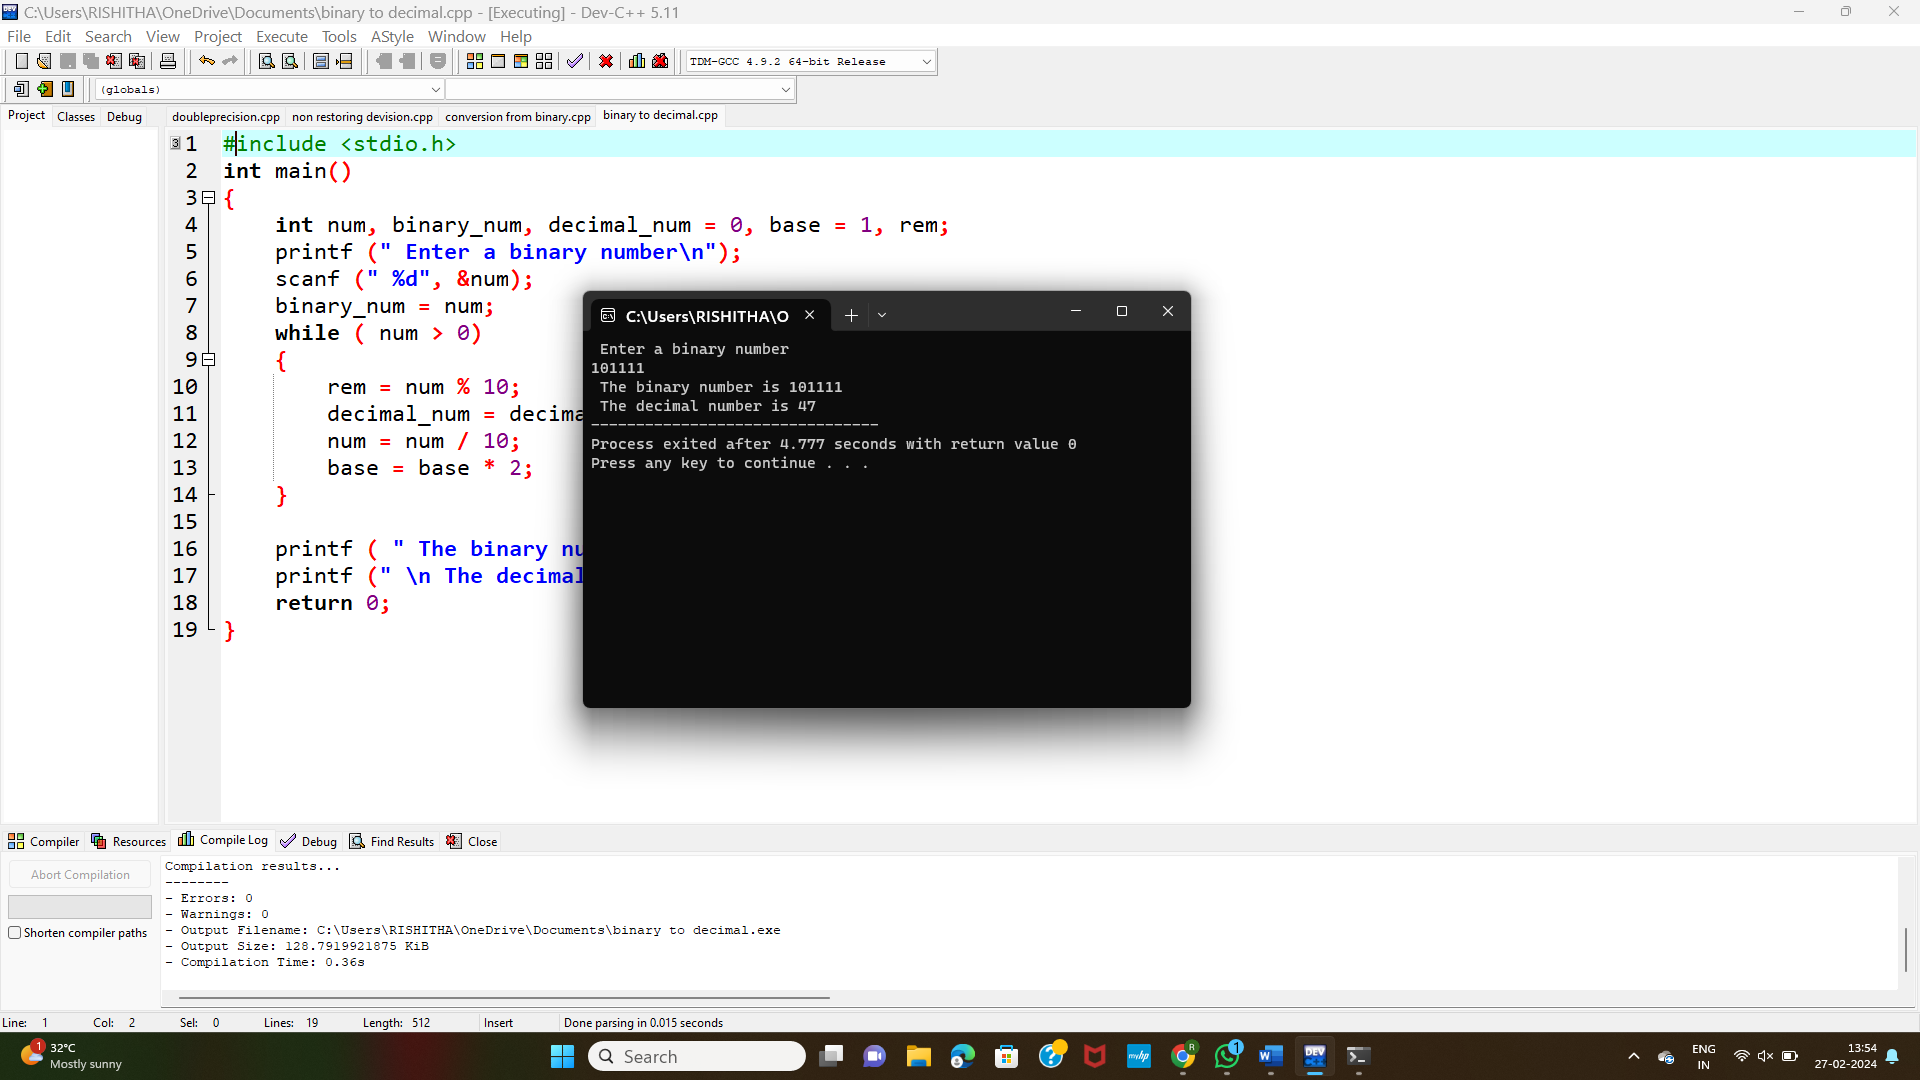 C:\Users\RISHITHA\OneDrive\Documents\binary to decimal.cpp - [Executing] - Dev-C++ 5.11
File Edit Search View Project Execute Tools AStyle Window Help
TDM-GCC 4.9.2 64-bit Release
(globals)
Project Classes Debug doubleprecision.cpp non restoring devision.cpp conversion from binary.cpp binary to decimal.cpp
1 #include <stdio.h>
2 int main()
3 {
4 int num, binary_num, decimal_num = 0, base = 1, rem;
5 printf (" Enter a binary number\n");
6 scanf (" %d", &num);
7 binary_num = num;
8 while ( num > 0)
9 {
10 rem = num % 10;
11 decimal_num = decima
12 num = num / 10;
13 base = base * 2;
14 }
15
16 printf ( " The binary nu
17 printf (" \n The decimal
18 return 0;
19 }
C:\Users\RISHITHA\O
Enter a binary number
101111
The binary number is 101111
The decimal number is 47
--------------------------------
Process exited after 4.777 seconds with return value 0
Press any key to continue . . .
Compiler Resources Compile Log Debug Find Results Close
Abort Compilation
Shorten compiler paths
Compilation results...
--------
- Errors: 0
- Warnings: 0
- Output Filename: C:\Users\RISHITHA\OneDrive\Documents\binary to decimal.exe
- Output Size: 128.7919921875 KiB
- Compilation Time: 0.36s
Line: 1 Col: 2 Sel: 0 Lines: 19 Length: 512 Insert Done parsing in 0.015 seconds
1
32°C
Mostly sunny
Search
myhp
R
1
W
DEV
ENG
IN
13:54
27-02-2024